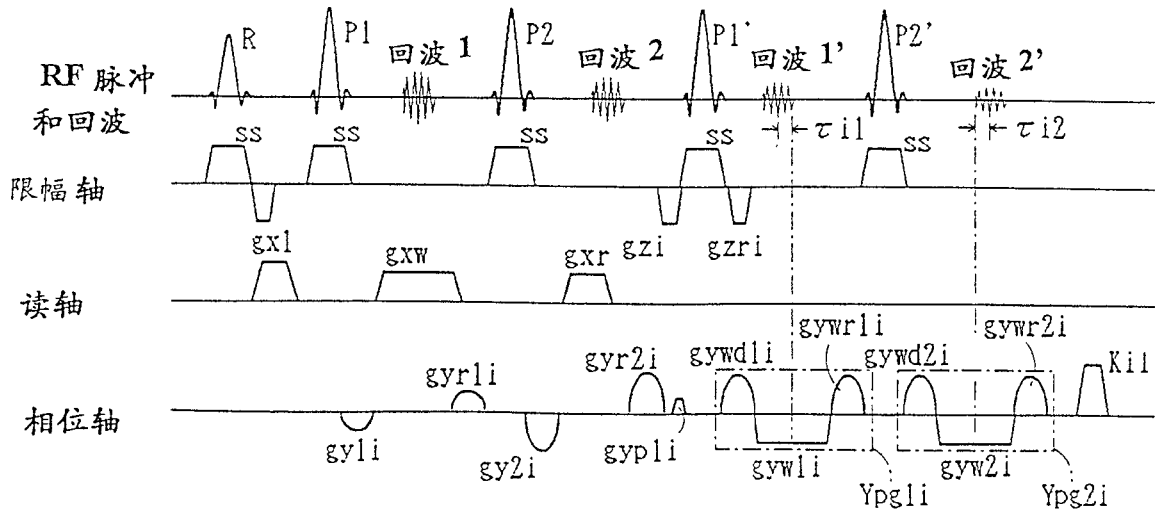 R P1 回波 1 P2 回波 2 P1' 回波 1' P2' 回波 2'
RF 脉冲
和回波
τi1 τi2
ss ss ss ss ss
限幅轴
gzi gzri
gx1 gxw gxr
读轴
gywr1i gywr2i
gyr1i gyr2i gywd1i gywd2i Ki1
相位轴
gy1i gy2i gyp1i gyw1i gyw2i
Ypg1i Ypg2i